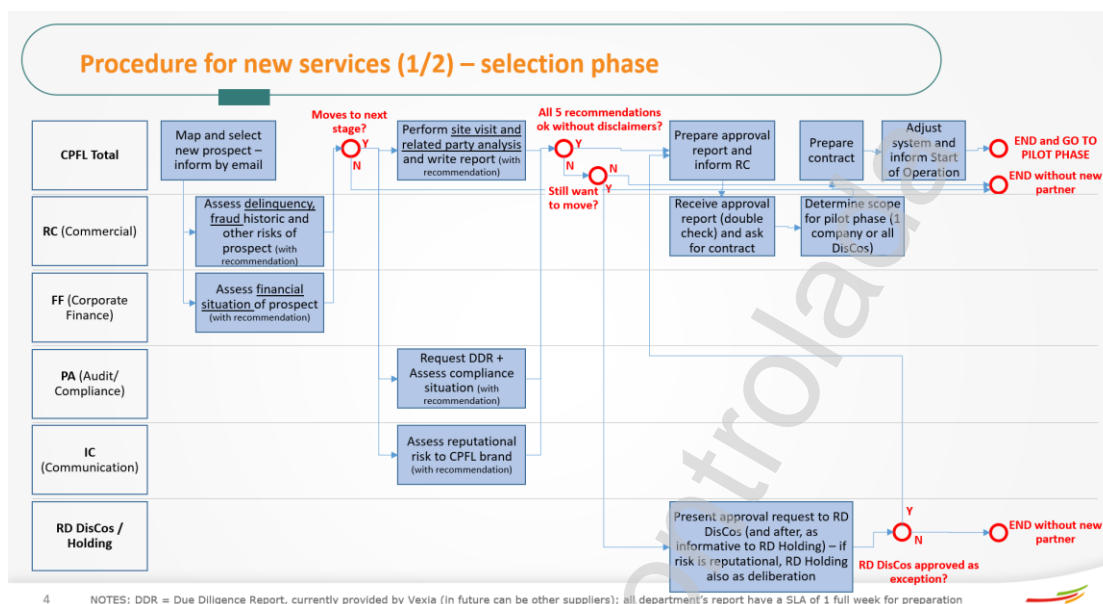 Procedure for new services (1/2) – selection phase
CPFL Total
Map and select
new prospect –
inform by email
Moves to next
stage?
Y
N
Perform site visit and
related party analysis
and write report (with
recommendation)
All 5 recommendations
ok without disclaimers?
Y
N
N
Y
Still want
to move?
Prepare approval
report and
inform RC
Prepare
contract
Adjust
system and
inform Start
of Operation
END and GO TO
PILOT PHASE
END without new
partner
RC (Commercial)
Assess delinquency,
fraud historic and
other risks of
prospect (with
recommendation)
Receive approval
report (double
check) and ask
for contract
Determine scope
for pilot phase (1
company or all
DisCos)
FF (Corporate
Finance)
Assess financial
situation of prospect
(with recommendation)
PA (Audit/
Compliance)
Request DDR +
Assess compliance
situation (with
recommendation)
IC
(Communication)
Assess reputational
risk to CPFL brand
(with recommendation)
RD DisCos /
Holding
Present approval request to RD
DisCos (and after, as
informative to RD Holding) – if
risk is reputational, RD Holding
also as deliberation
Y
N
RD DisCos approved as
exception?
END without new
partner
ontrolada
4
NOTES: DDR = Due Diligence Report, currently provided by Vexia (in future can be other suppliers); all department's report have a SLA of 1 full week for preparation